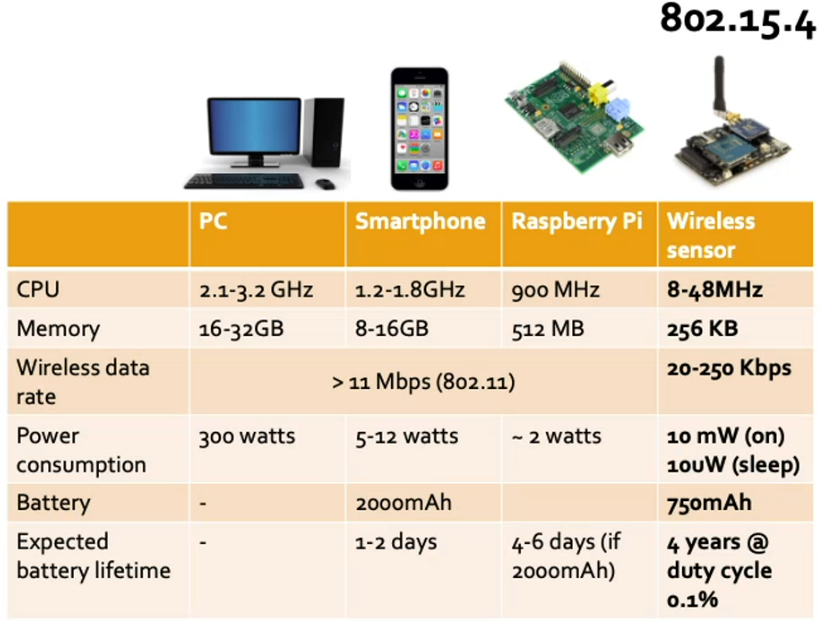 802.15.4
PC
Smartphone
Raspberry Pi
Wireless
sensor
CPU
2.1-3.2 GHz
1.2-1.8GHz
900 MHz
8-48MHz
Memory
16-32GB
8-16GB
512 MB
256 KB
Wireless data
rate
> 11 Mbps (802.11)
20-250 Kbps
Power
consumption
300 watts
5-12 watts
~ 2 watts
10 mW (on)
10uW (sleep)
Battery
-
2000mAh
750mAh
Expected
battery lifetime
-
1-2 days
4-6 days (if
2000mAh)
4 years @
duty cycle
0.1%